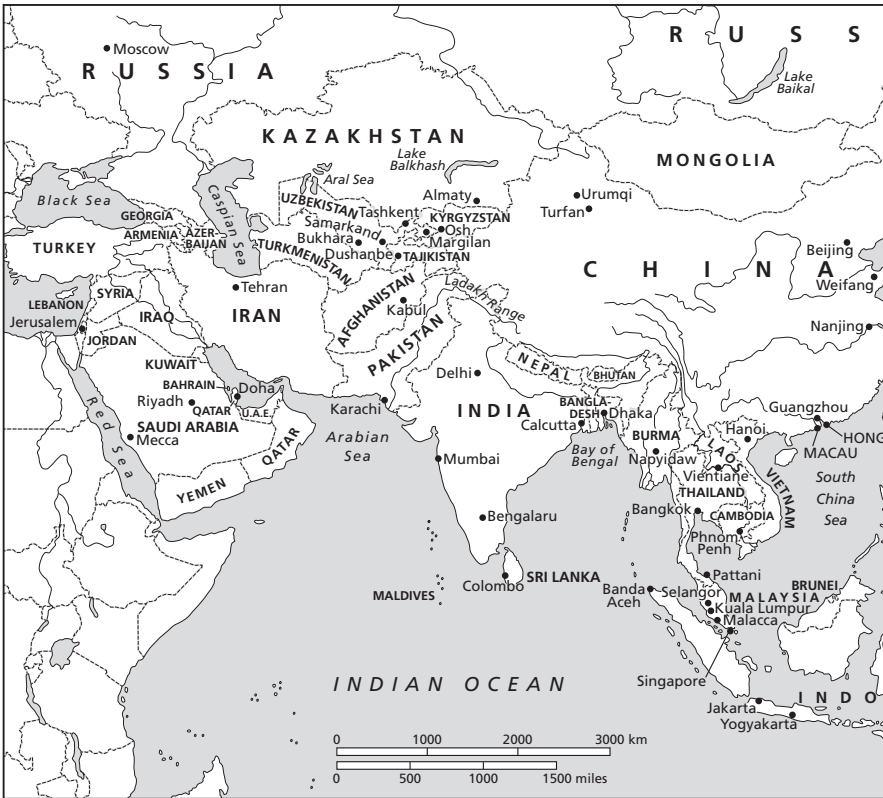 R U S S
Moscow
R U S S I A
Lake
Baikal
KAZAKHSTAN
Lake
Balkhash
MONGOLIA
Aral Sea
Black Sea
Caspian Sea
Almaty
Urumqi
Turfan
UZBEKISTAN
Tashkent
KYRGYZSTAN
GEORGIA
Samarkand
Osh
ARMENIA
AZER-
BAIJAN
Bukhara
Margilan
TURKEY
TURKMENISTAN
Dushanbe
TAJIKISTAN
Beijing
C H I N A
Weifang
Tehran
Ladakh Range
SYRIA
LEBANON
AFGHANISTAN
Kabul
IRAQ
IRAN
Jerusalem
Nanjing
JORDAN
PAKISTAN
KUWAIT
NEPAL
BHUTAN
Delhi
BAHRAIN
Doha
Riyadh
QATAR
U.A.E.
Karachi
INDIA
BANGLA-
DESH
Dhaka
Guangzhou
SAUDI ARABIA
Calcutta
Hanoi
HONG
Mecca
Red Sea
QATAR
Arabian
Sea
BURMA
LAOS
MACAU
Mumbai
Bay of
Bengal
Napyidaw
Vientiane
VIETNAM
South
China
Sea
YEMEN
THAILAND
Bengalaru
Bangkok
CAMBODIA
Phnom
Penh
Pattani
Colombo
SRI LANKA
MALDIVES
Banda
Aceh
Selangor
BRUNEI
MALAYSIA
Kuala Lumpur
Malacca
INDIAN OCEAN
Singapore
INDO
Jakarta
Yogyakarta
0 1000 2000 3000 km
0 500 1000 1500 miles